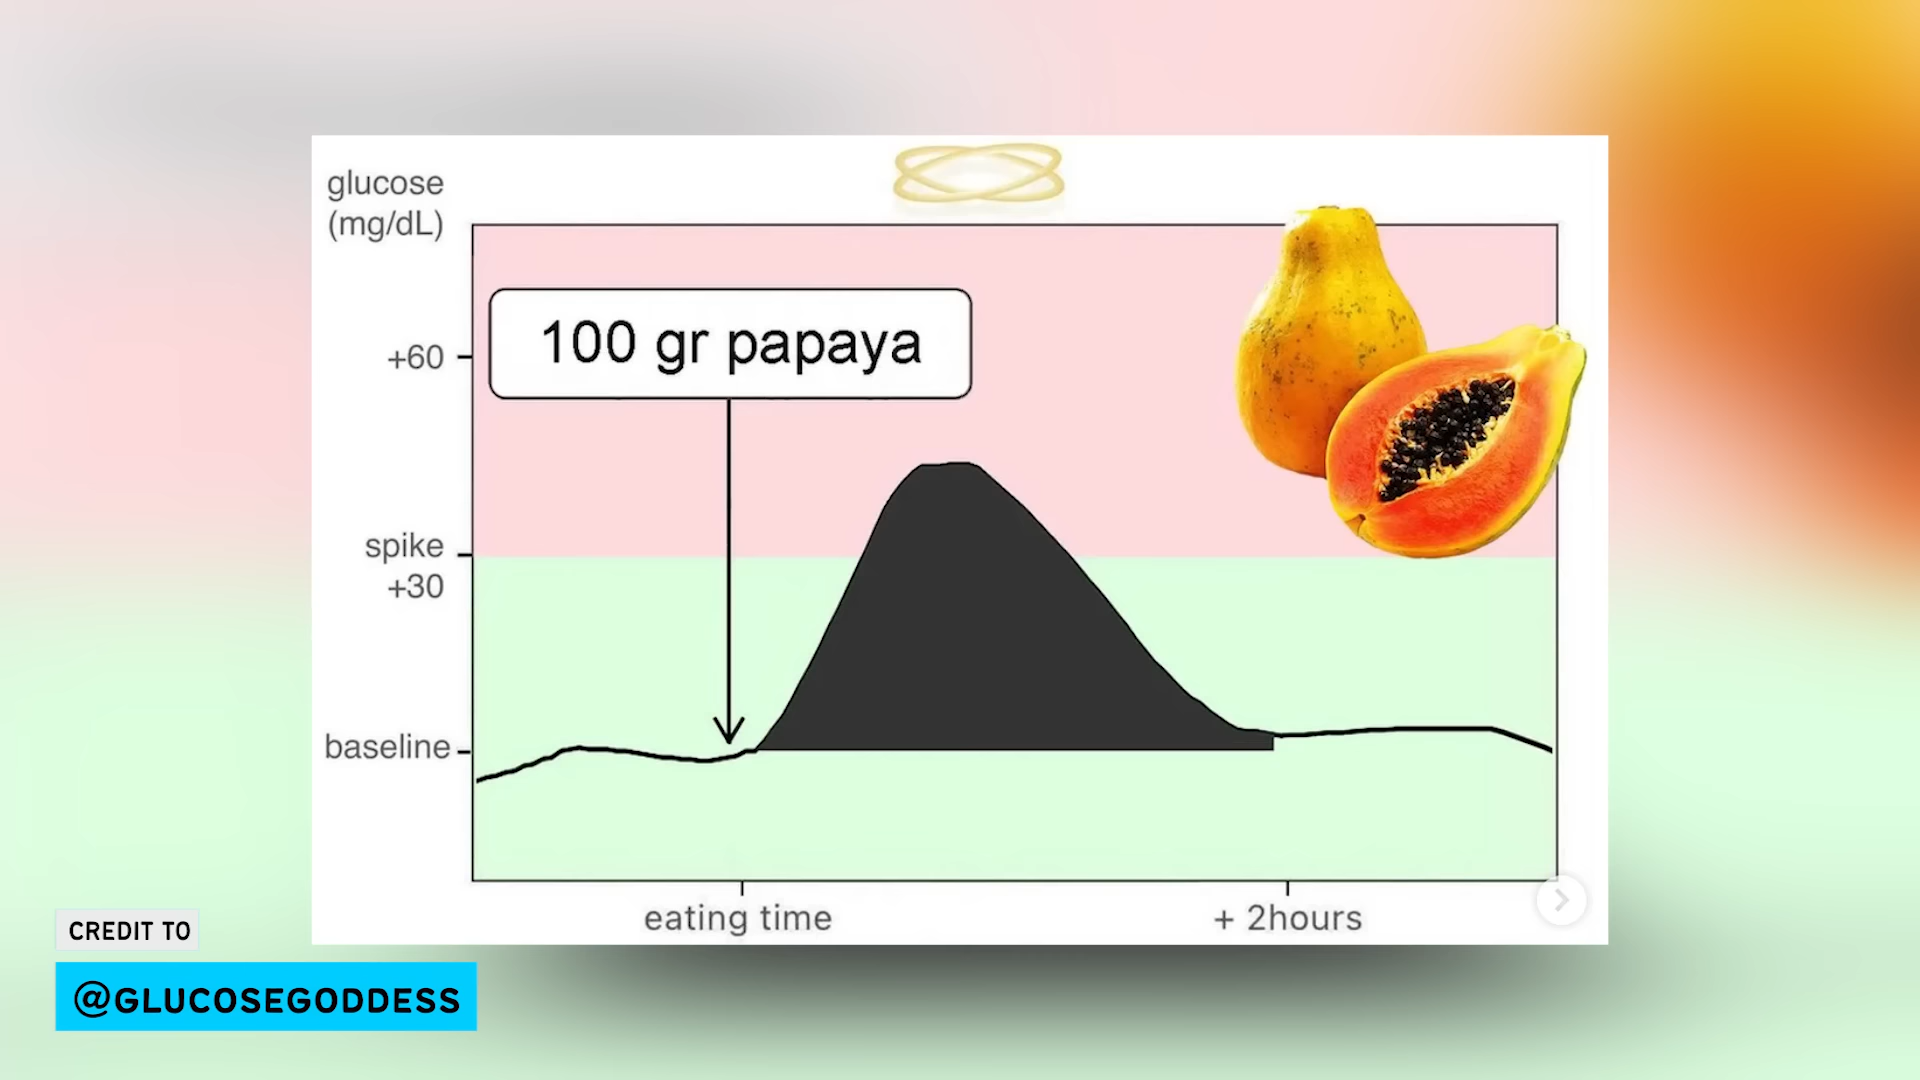 glucose
(mg/dL)
100 gr papaya
+60
spike
+30
baseline
eating time
+ 2hours
CREDIT TO
@GLUCOSEGODDESS